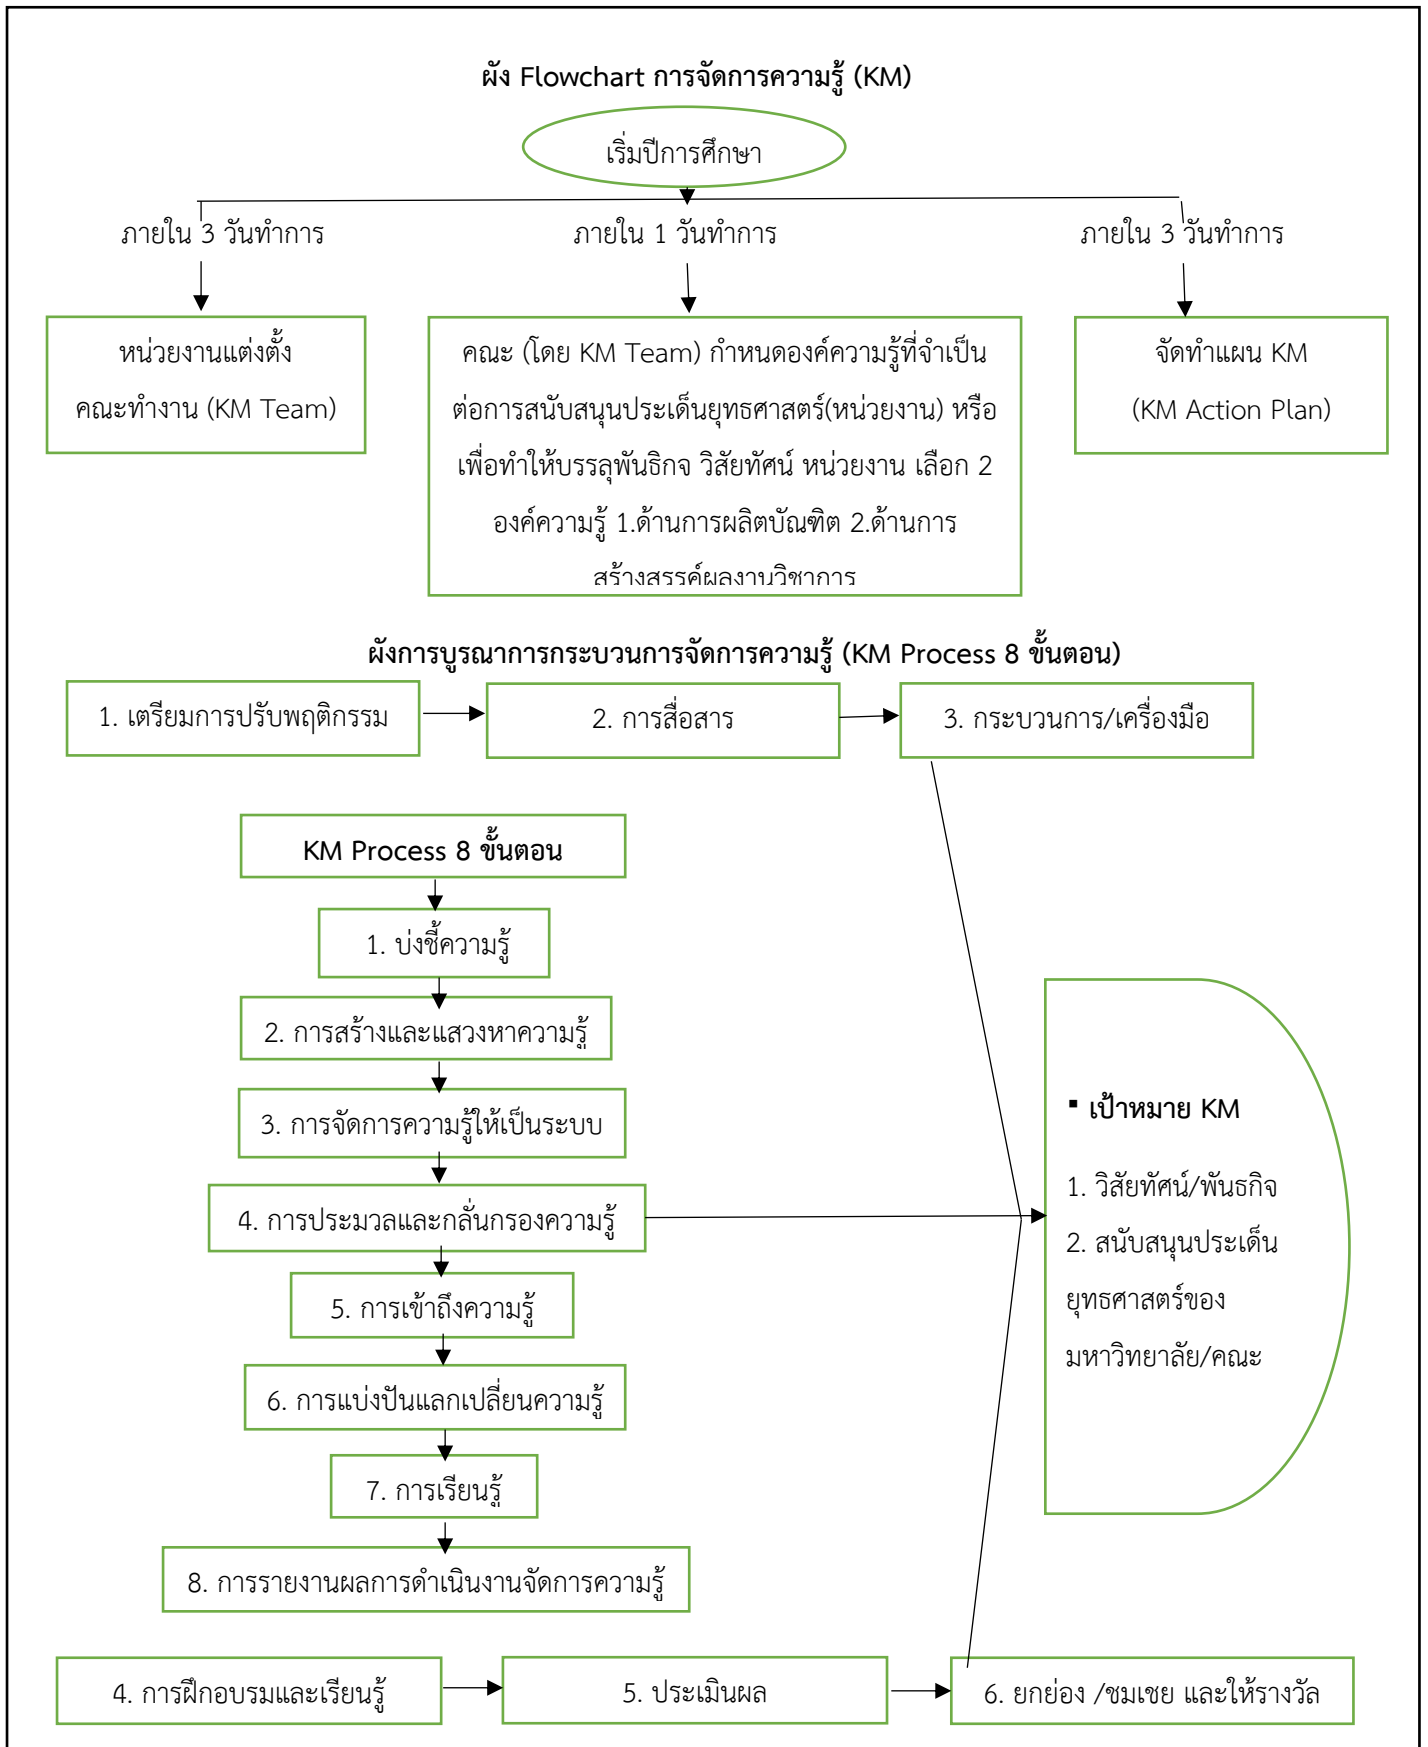 ผัง Flowchart การจัดการความรู้ (KM)
เริ่มปีการศึกษา
ภายใน 3 วันทำการ
ภายใน 1 วันทำการ
ภายใน 3 วันทำการ
หน่วยงานแต่งตั้ง
คณะทำงาน (KM Team)
คณะ (โดย KM Team) กำหนดองค์ความรู้ที่จำเป็น
ต่อการสนับสนุนประเด็นยุทธศาสตร์(หน่วยงาน) หรือ
เพื่อทำให้บรรลุพันธิกจ วิสัยทัศน์ หน่วยงาน เลือก 2
องค์ความรู้ 1.ด้านการผลิตบัณฑิต 2.ด้านการ
สร้างสรรค์ผลงานวิชาการ
จัดทำแผน KM
(KM Action Plan)
ผังการบูรณาการกระบวนการจัดการความรู้ (KM Process 8 ขั้นตอน)
1. เตรียมการปรับพฤติกรรม
2. การสื่อสาร
3. กระบวนการ/เครื่องมือ
KM Process 8 ขั้นตอน
1. บ่งชี้ความรู้
2. การสร้างและแสวงหาความรู้
3. การจัดการความรู้ให้เป็นระบบ
4. การประมวลและกลั่นกรองความรู้
5. การเข้าถึงความรู้
6. การแบ่งปันแลกเปลี่ยนความรู้
7. การเรียนรู้
8. การรายงานผลการดำเนินงานจัดการความรู้
▪ เป้าหมาย KM
1. วิสัยทัศน์/พันธกิจ
2. สนับสนุนประเด็น
ยุทธศาสตร์ของ
มหาวิทยาลัย/คณะ
4. การฝึกอบรมและเรียนรู้
5. ประเมินผล
6. ยกย่อง /ชมเชย และให้รางวัล